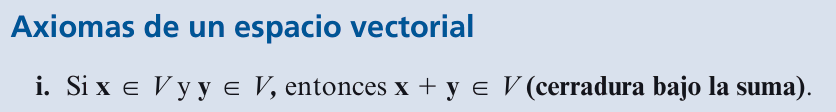 Axiomas de un espacio vectorial
i. Si x ∈ V y y ∈ V, entonces x + y ∈ V (cerradura bajo la suma).